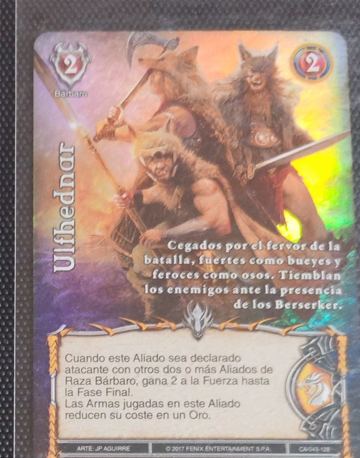 2
Bárbaro
2
Ulfhednar
Cegados por el fervor de la
batalla, fuertes como bueyes y
feroces como osos. Tiemblan
los enemigos ante la presencia
de los Berserker.
Cuando este Aliado sea declarado
atacante con otros dos o más Aliados de
Raza Bárbaro, gana 2 a la Fuerza hasta
la Fase Final.
Las Armas jugadas en este Aliado
reducen su coste en un Oro.
ARTE: JP AGUIRRE
© 2017 FENIX ENTERTAINMENT S.P.A.